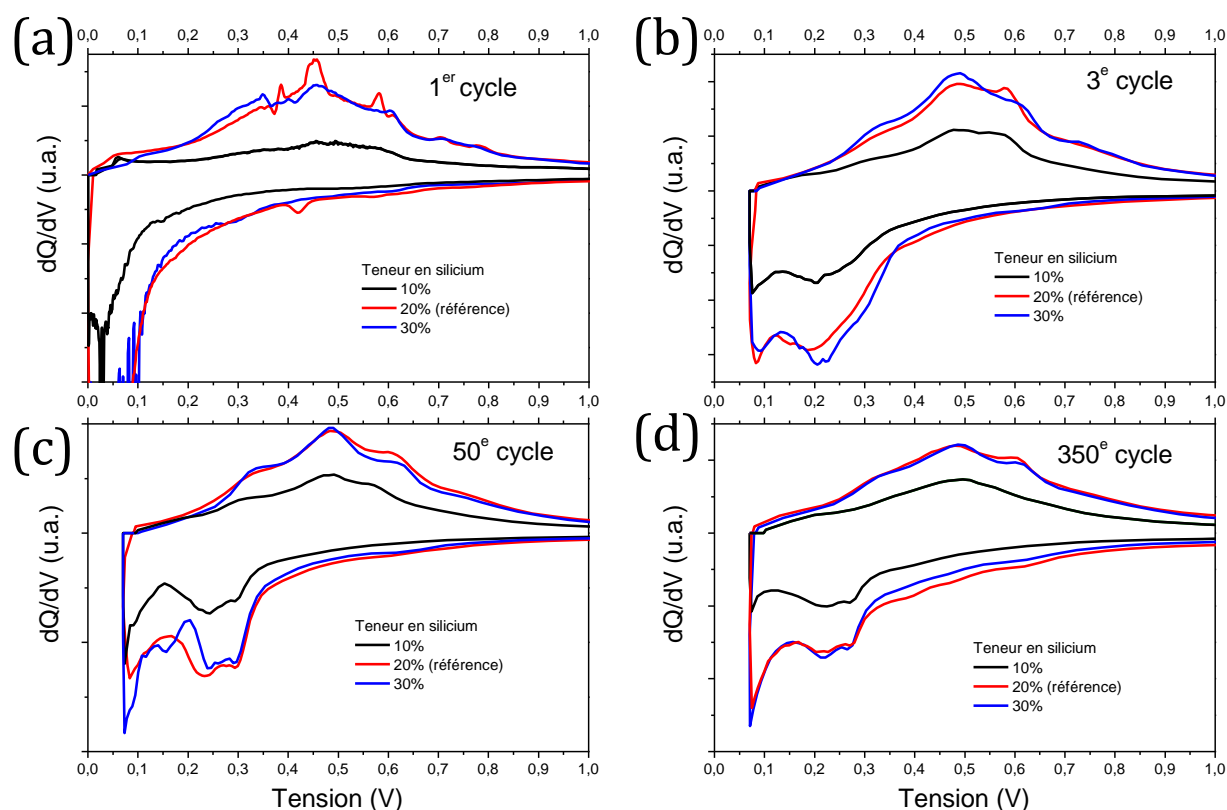 (a)
0,0 0,1 0,2 0,3 0,4 0,5 0,6 0,7 0,8 0,9 1,0
1er cycle
dQ/dV (u.a.)
Teneur en silicium
10%
20% (référence)
30%
0,0 0,1 0,2 0,3 0,4 0,5 0,6 0,7 0,8 0,9 1,0
(b)
0,0 0,1 0,2 0,3 0,4 0,5 0,6 0,7 0,8 0,9 1,0
3e cycle
dQ/dV (u.a.)
Teneur en silicium
10%
20% (référence)
30%
0,0 0,1 0,2 0,3 0,4 0,5 0,6 0,7 0,8 0,9 1,0
(c)
50e cycle
dQ/dV (u.a.)
Teneur en silicium
10%
20% (référence)
30%
0,0 0,1 0,2 0,3 0,4 0,5 0,6 0,7 0,8 0,9 1,0
Tension (V)
(d)
350e cycle
dQ/dV (u.a.)
Teneur en silicium
10%
20% (référence)
30%
0,0 0,1 0,2 0,3 0,4 0,5 0,6 0,7 0,8 0,9 1,0
Tension (V)